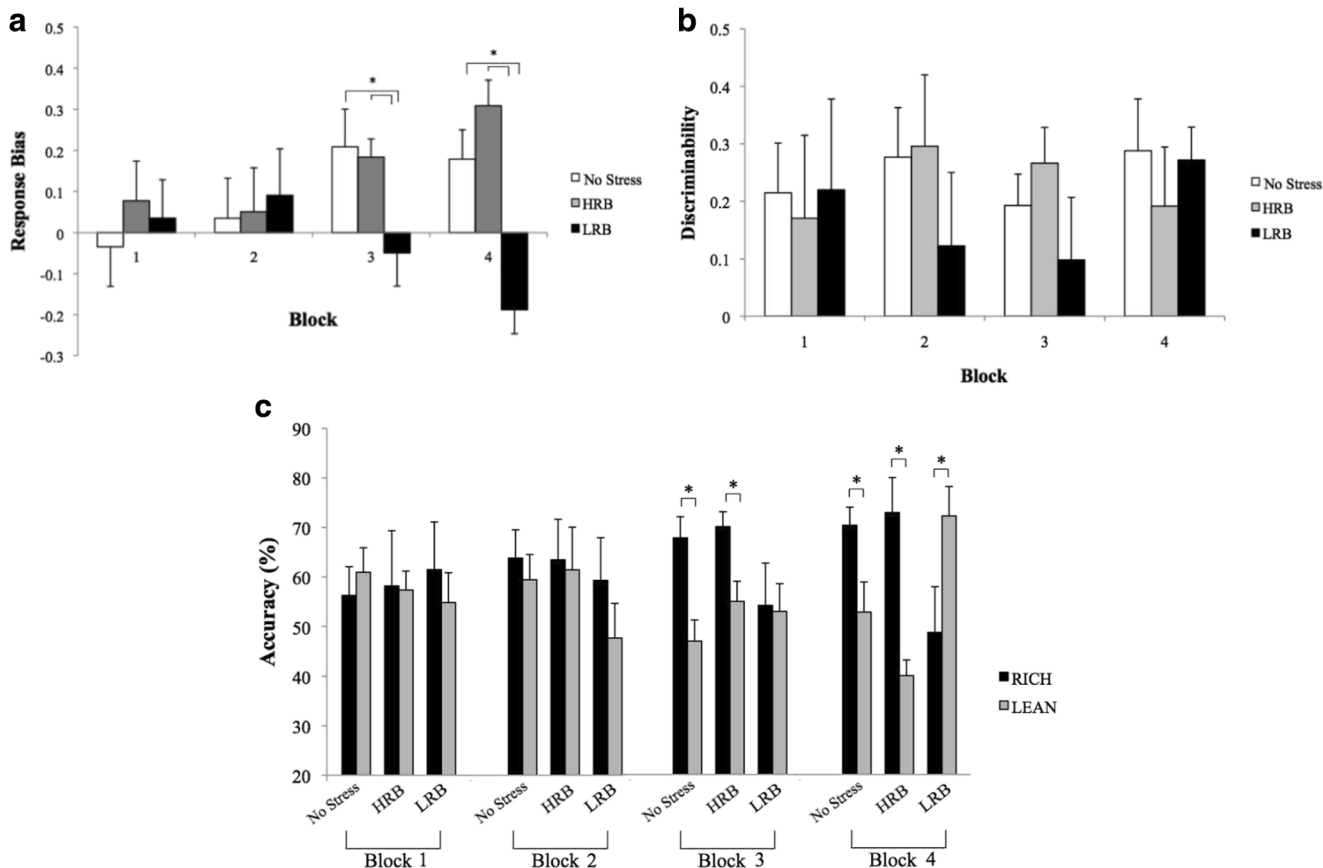 a
0.5
0.4
0.3
0.2
0.1
0
-0.1
-0.2
-0.3
Response Bias
1
2
3
4
*
*
Block
No Stress
HRB
LRB
b
0.5
0.4
0.3
0.2
0.1
0
Discriminability
1
2
3
4
Block
No Stress
HRB
LRB
c
90
80
70
60
50
40
30
20
Accuracy (%)
*
*
*
*
*
RICH
LEAN
No Stress
HRB
LRB
No Stress
HRB
LRB
No Stress
HRB
LRB
No Stress
HRB
LRB
Block 1
Block 2
Block 3
Block 4